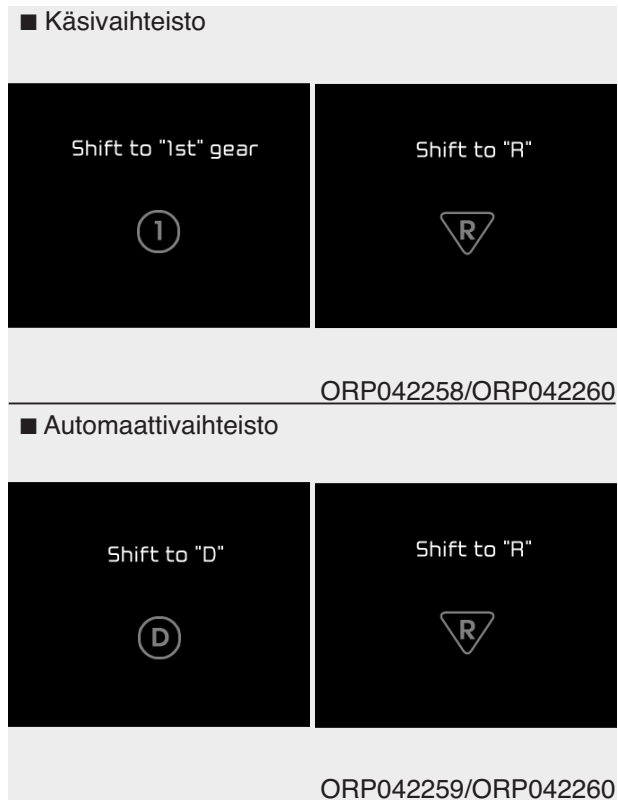 ■ Käsivaihteisto
Shift to "1st" gear
1
Shift to "R"
R
ORP042258/ORP042260
■ Automaattivaihteisto
Shift to "D"
D
Shift to "R"
R
ORP042259/ORP042260